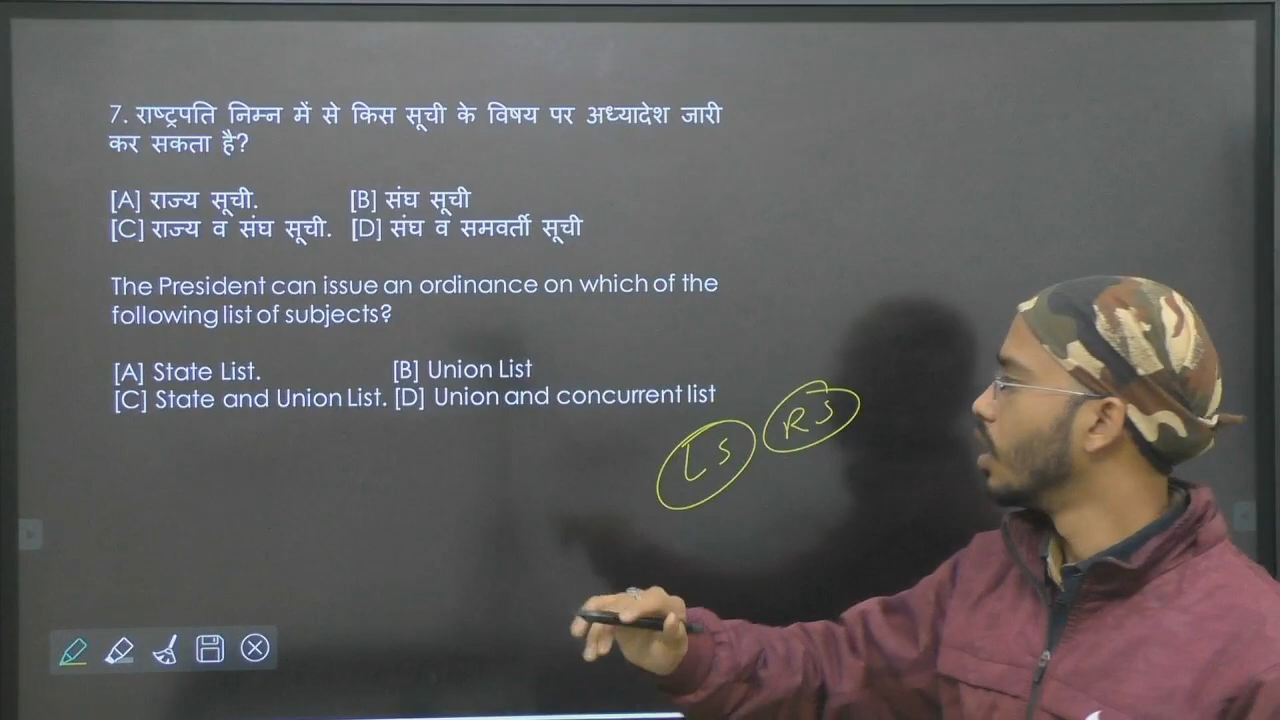 7. राष्ट्रपति निम्न में से किस सूची के विषय पर अध्यादेश जारी
कर सकता है?
[A] राज्य सूची. [B] संघ सूची
[C] राज्य व संघ सूची. [D] संघ व समवर्ती सूची
The President can issue an ordinance on which of the
following list of subjects?
[A] State List. [B] Union List
[C] State and Union List. [D] Union and concurrent list
LS RS